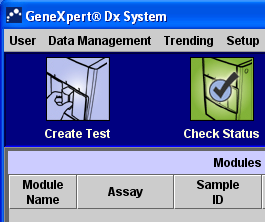 GeneXpert® Dx System
User Data Management Trending Setup
Create Test Check Status
Modules
Module Name Assay Sample ID